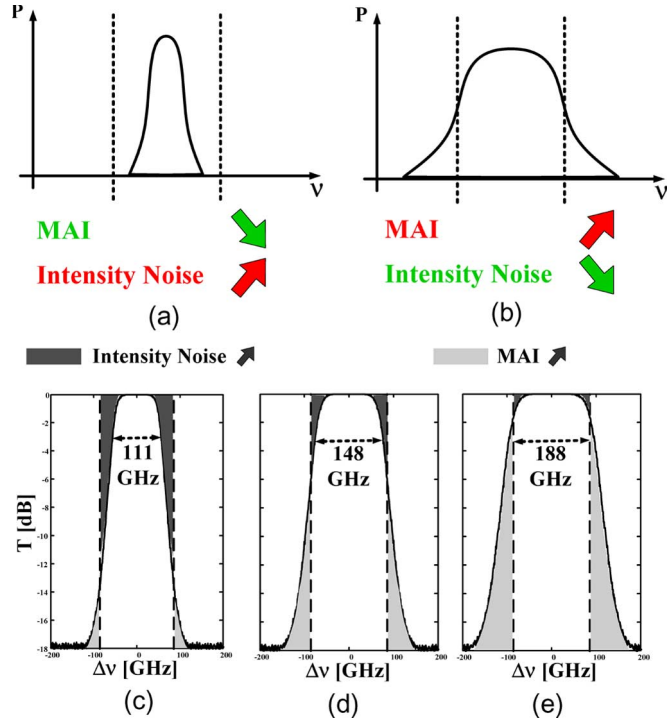 P
ν
P
ν
MAI
Intensity Noise
(a)
MAI
Intensity Noise
(b)
Intensity Noise
MAI
T [dB]
0
-2
-4
-6
-8
-10
-12
-14
-16
-18
111
GHz
148
GHz
188
GHz
-200 -100 0 100 200
-200 -100 0 100 200
-200 -100 0 100 200
Δν [GHz]
Δν [GHz]
Δν [GHz]
(c)
(d)
(e)